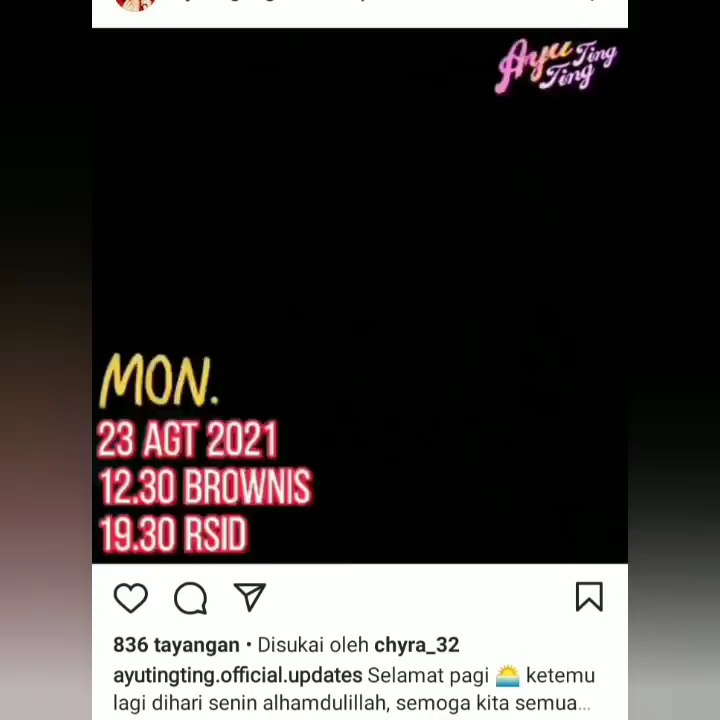 Ayu Ting
Ting
MON.
23 AGT 2021
12.30 BROWNIS
19.30 RSID
836 tayangan • Disukai oleh chyra_32
ayutingting.official.updates Selamat pagi 🌅 ketemu
lagi dihari senin alhamdulillah, semoga kita semua...